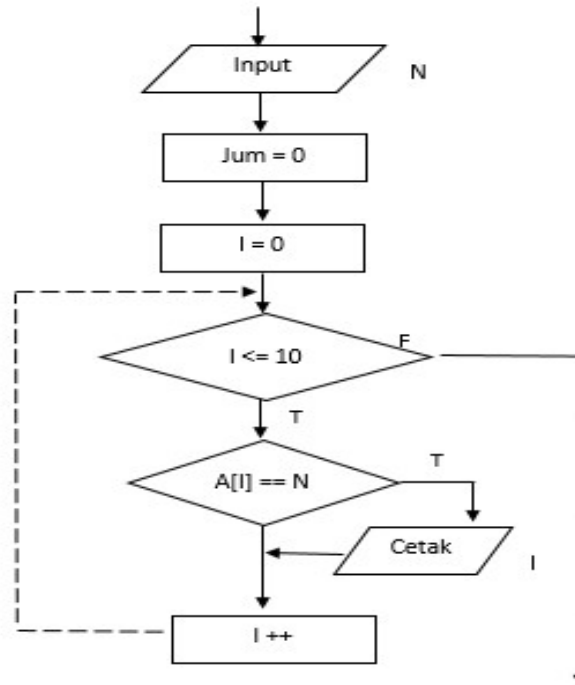 Input
N
Jum = 0
I = 0
F
I <= 10
T
T
A[I] == N
Cetak
I
I ++